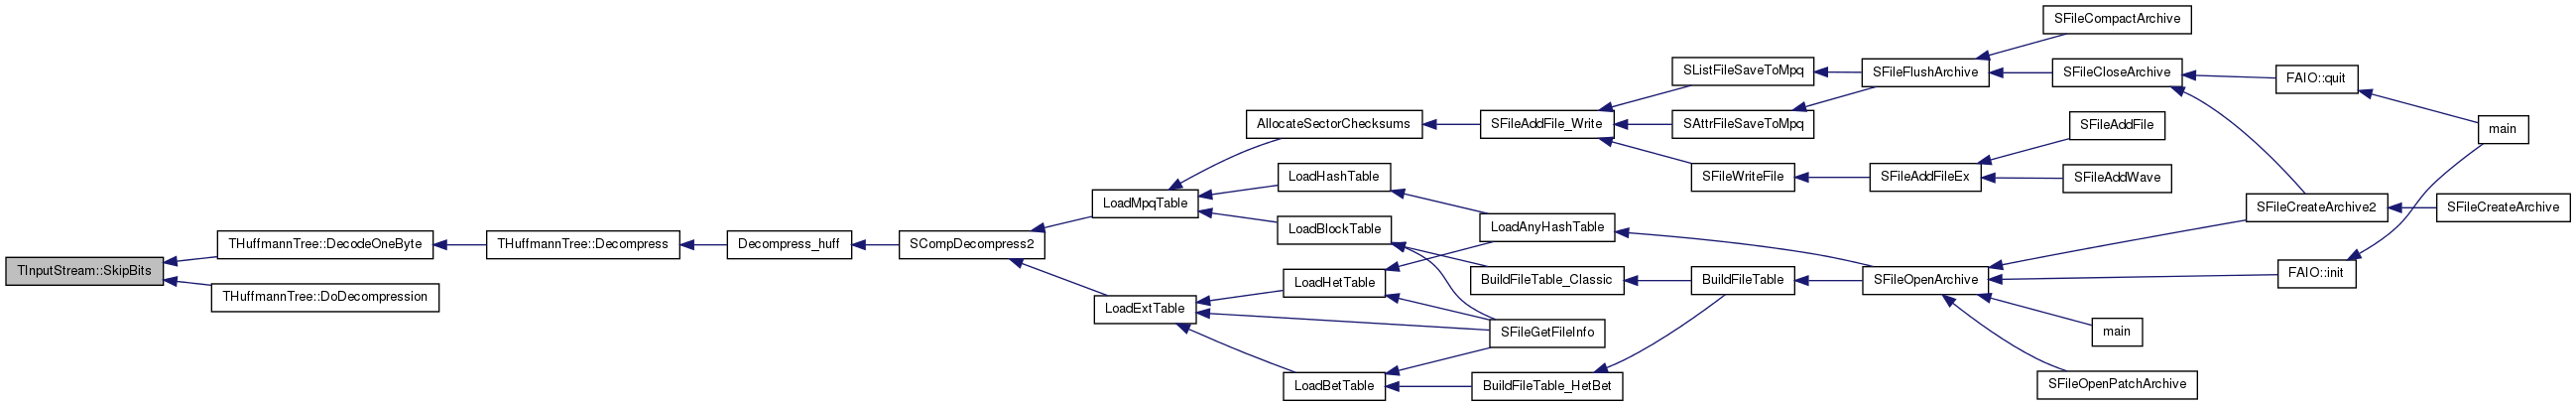 TInputStream::SkipBits
THuffmannTree::DecodeOneByte
THuffmannTree::DoDecompression
THuffmannTree::Decompress
Decompress_huff
SCompDecompress2
LoadMpqTable
LoadExtTable
AllocateSectorChecksums
LoadHashTable
LoadBlockTable
LoadHetTable
LoadBetTable
SFileAddFile_Write
LoadAnyHashTable
BuildFileTable_Classic
SFileGetFileInfo
BuildFileTable_HetBet
SListFileSaveToMpq
SAttrFileSaveToMpq
SFileWriteFile
BuildFileTable
SFileFlushArchive
SFileAddFileEx
SFileOpenArchive
SFileCompactArchive
SFileCloseArchive
SFileAddFile
SFileAddWave
main
SFileOpenPatchArchive
FAIO::quit
SFileCreateArchive2
FAIO::init
main
SFileCreateArchive